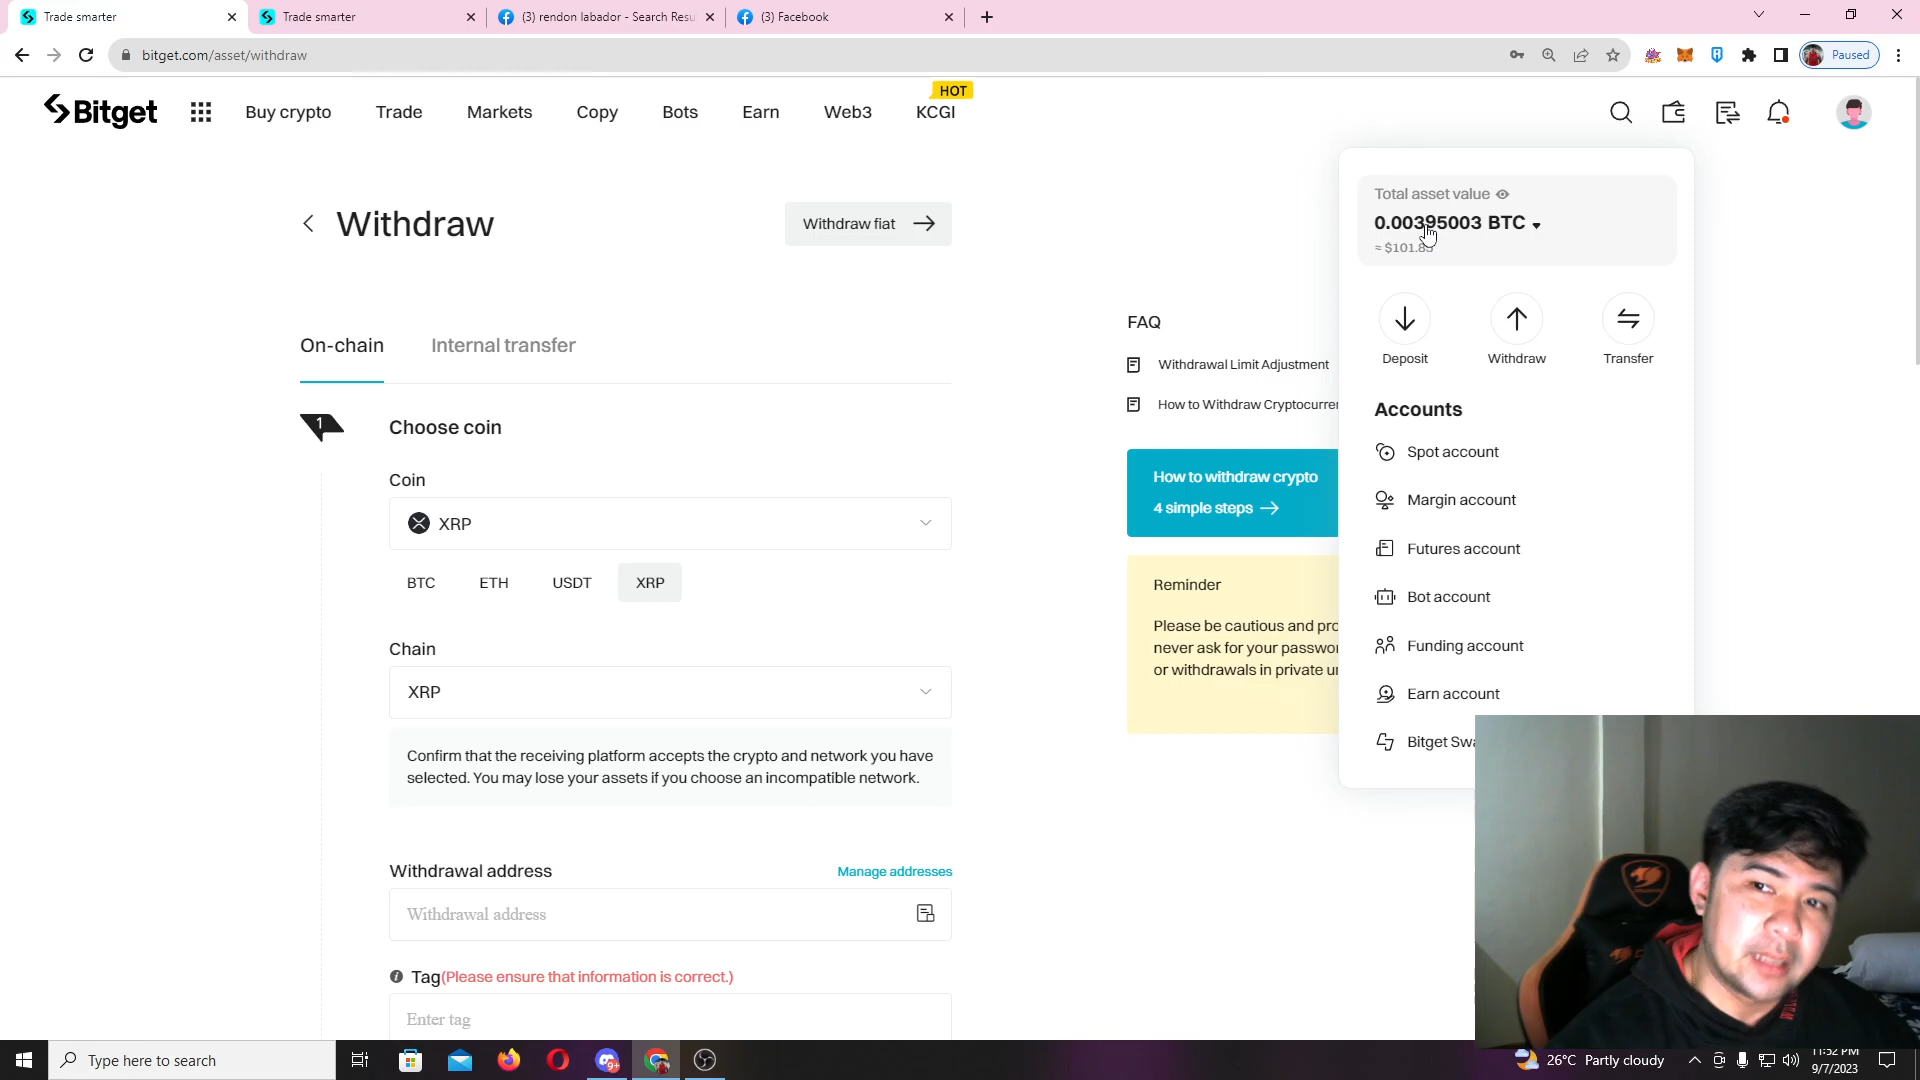 Trade smarter
Trade smarter
(3) rendon labador - Search Resu
(3) Facebook
bitget.com/asset/withdraw
Paused
Bitget
Buy crypto
Trade
Markets
Copy
Bots
Earn
Web3
KCGI
HOT
Withdraw
Withdraw fiat
On-chain
Internal transfer
1
Choose coin
Coin
XRP
BTC
ETH
USDT
XRP
Chain
XRP
Confirm that the receiving platform accepts the crypto and network you have
selected. You may lose your assets if you choose an incompatible network.
Withdrawal address
Manage addresses
Withdrawal address
Tag(Please ensure that information is correct.)
Enter tag
FAQ
Withdrawal Limit Adjustment
How to Withdraw Cryptocurre
How to withdraw crypto
4 simple steps
Reminder
Please be cautious and pro
never ask for your passwo
or withdrawals in private
Total asset value
0.00395003 BTC
≈ $101.8
Deposit
Withdraw
Transfer
Accounts
Spot account
Margin account
Futures account
Bot account
Funding account
Earn account
Bitget Swa
Type here to search
9+
26°C Partly cloudy
11:52 PM
9/7/2023